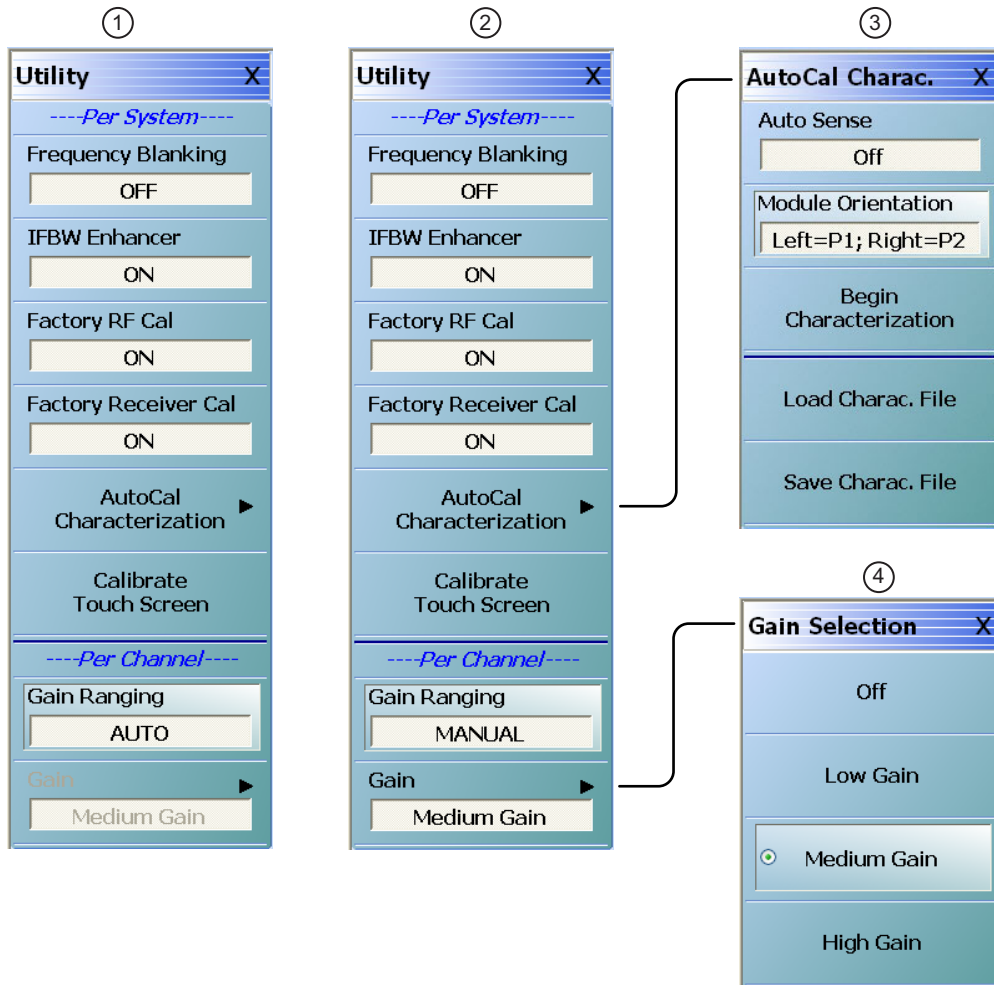 1
Utility X
----Per System----
Frequency Blanking
OFF
IFBW Enhancer
ON
Factory RF Cal
ON
Factory Receiver Cal
ON
AutoCal
Characterization
Calibrate
Touch Screen
----Per Channel----
Gain Ranging
AUTO
Gain
Medium Gain
2
Utility X
----Per System----
Frequency Blanking
OFF
IFBW Enhancer
ON
Factory RF Cal
ON
Factory Receiver Cal
ON
AutoCal
Characterization
Calibrate
Touch Screen
----Per Channel----
Gain Ranging
MANUAL
Gain
Medium Gain
3
AutoCal Charac. X
Auto Sense
Off
Module Orientation
Left=P1; Right=P2
Begin
Characterization
Load Charac. File
Save Charac. File
4
Gain Selection X
Off
Low Gain
Medium Gain
High Gain